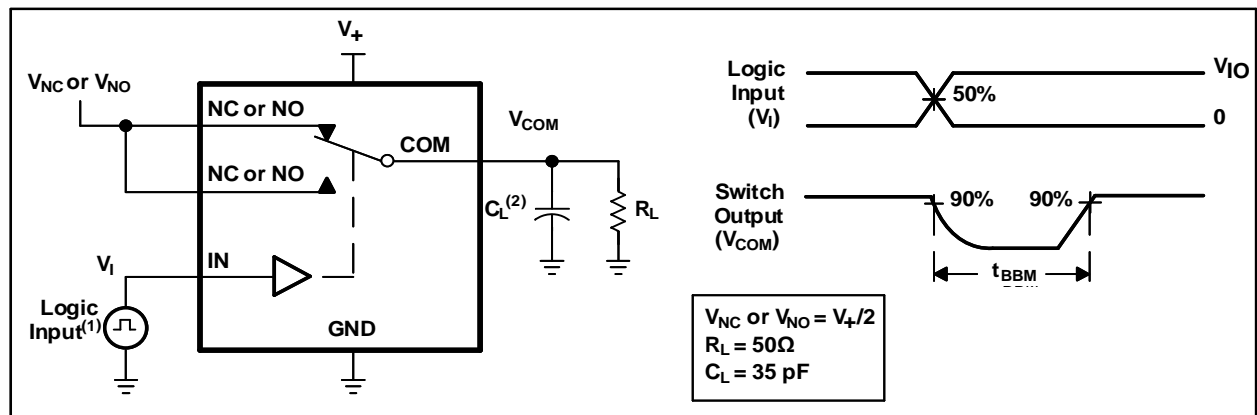 V+
VNC or VNO
NC or NO
VCOM
COM
NC or NO
CL(2)
RL
VI
IN
Logic
Input(1)
GND
Logic
Input
(VI)
50%
VIO
0
Switch
Output
(VCOM)
90%
90%
tBBM
VNC or VNO = V+/2
RL = 50Ω
CL = 35 pF